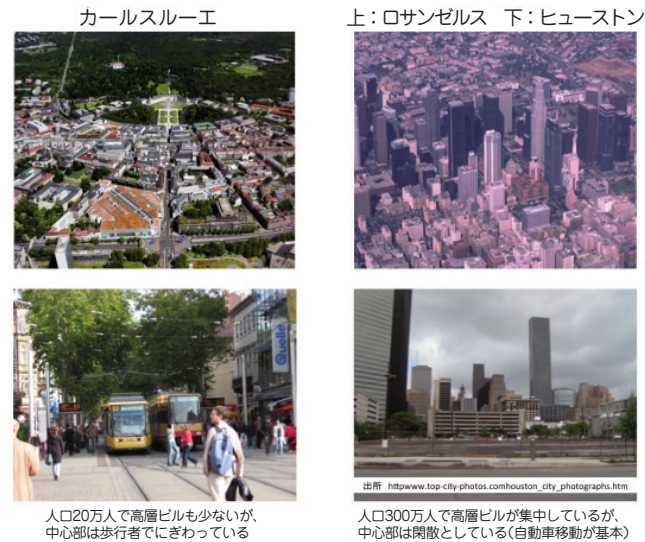 カールスルーエ
上：ロサンゼルス　下：ヒューストン
Quelle
出所　httpwww.top-city-photos.comhouston_city_photographs.htm
人口20万人で高層ビルも少ないが、
中心部は歩行者でにぎわっている
人口300万人で高層ビルが集中しているが、
中心部は閑散としている（自動車移動が基本）